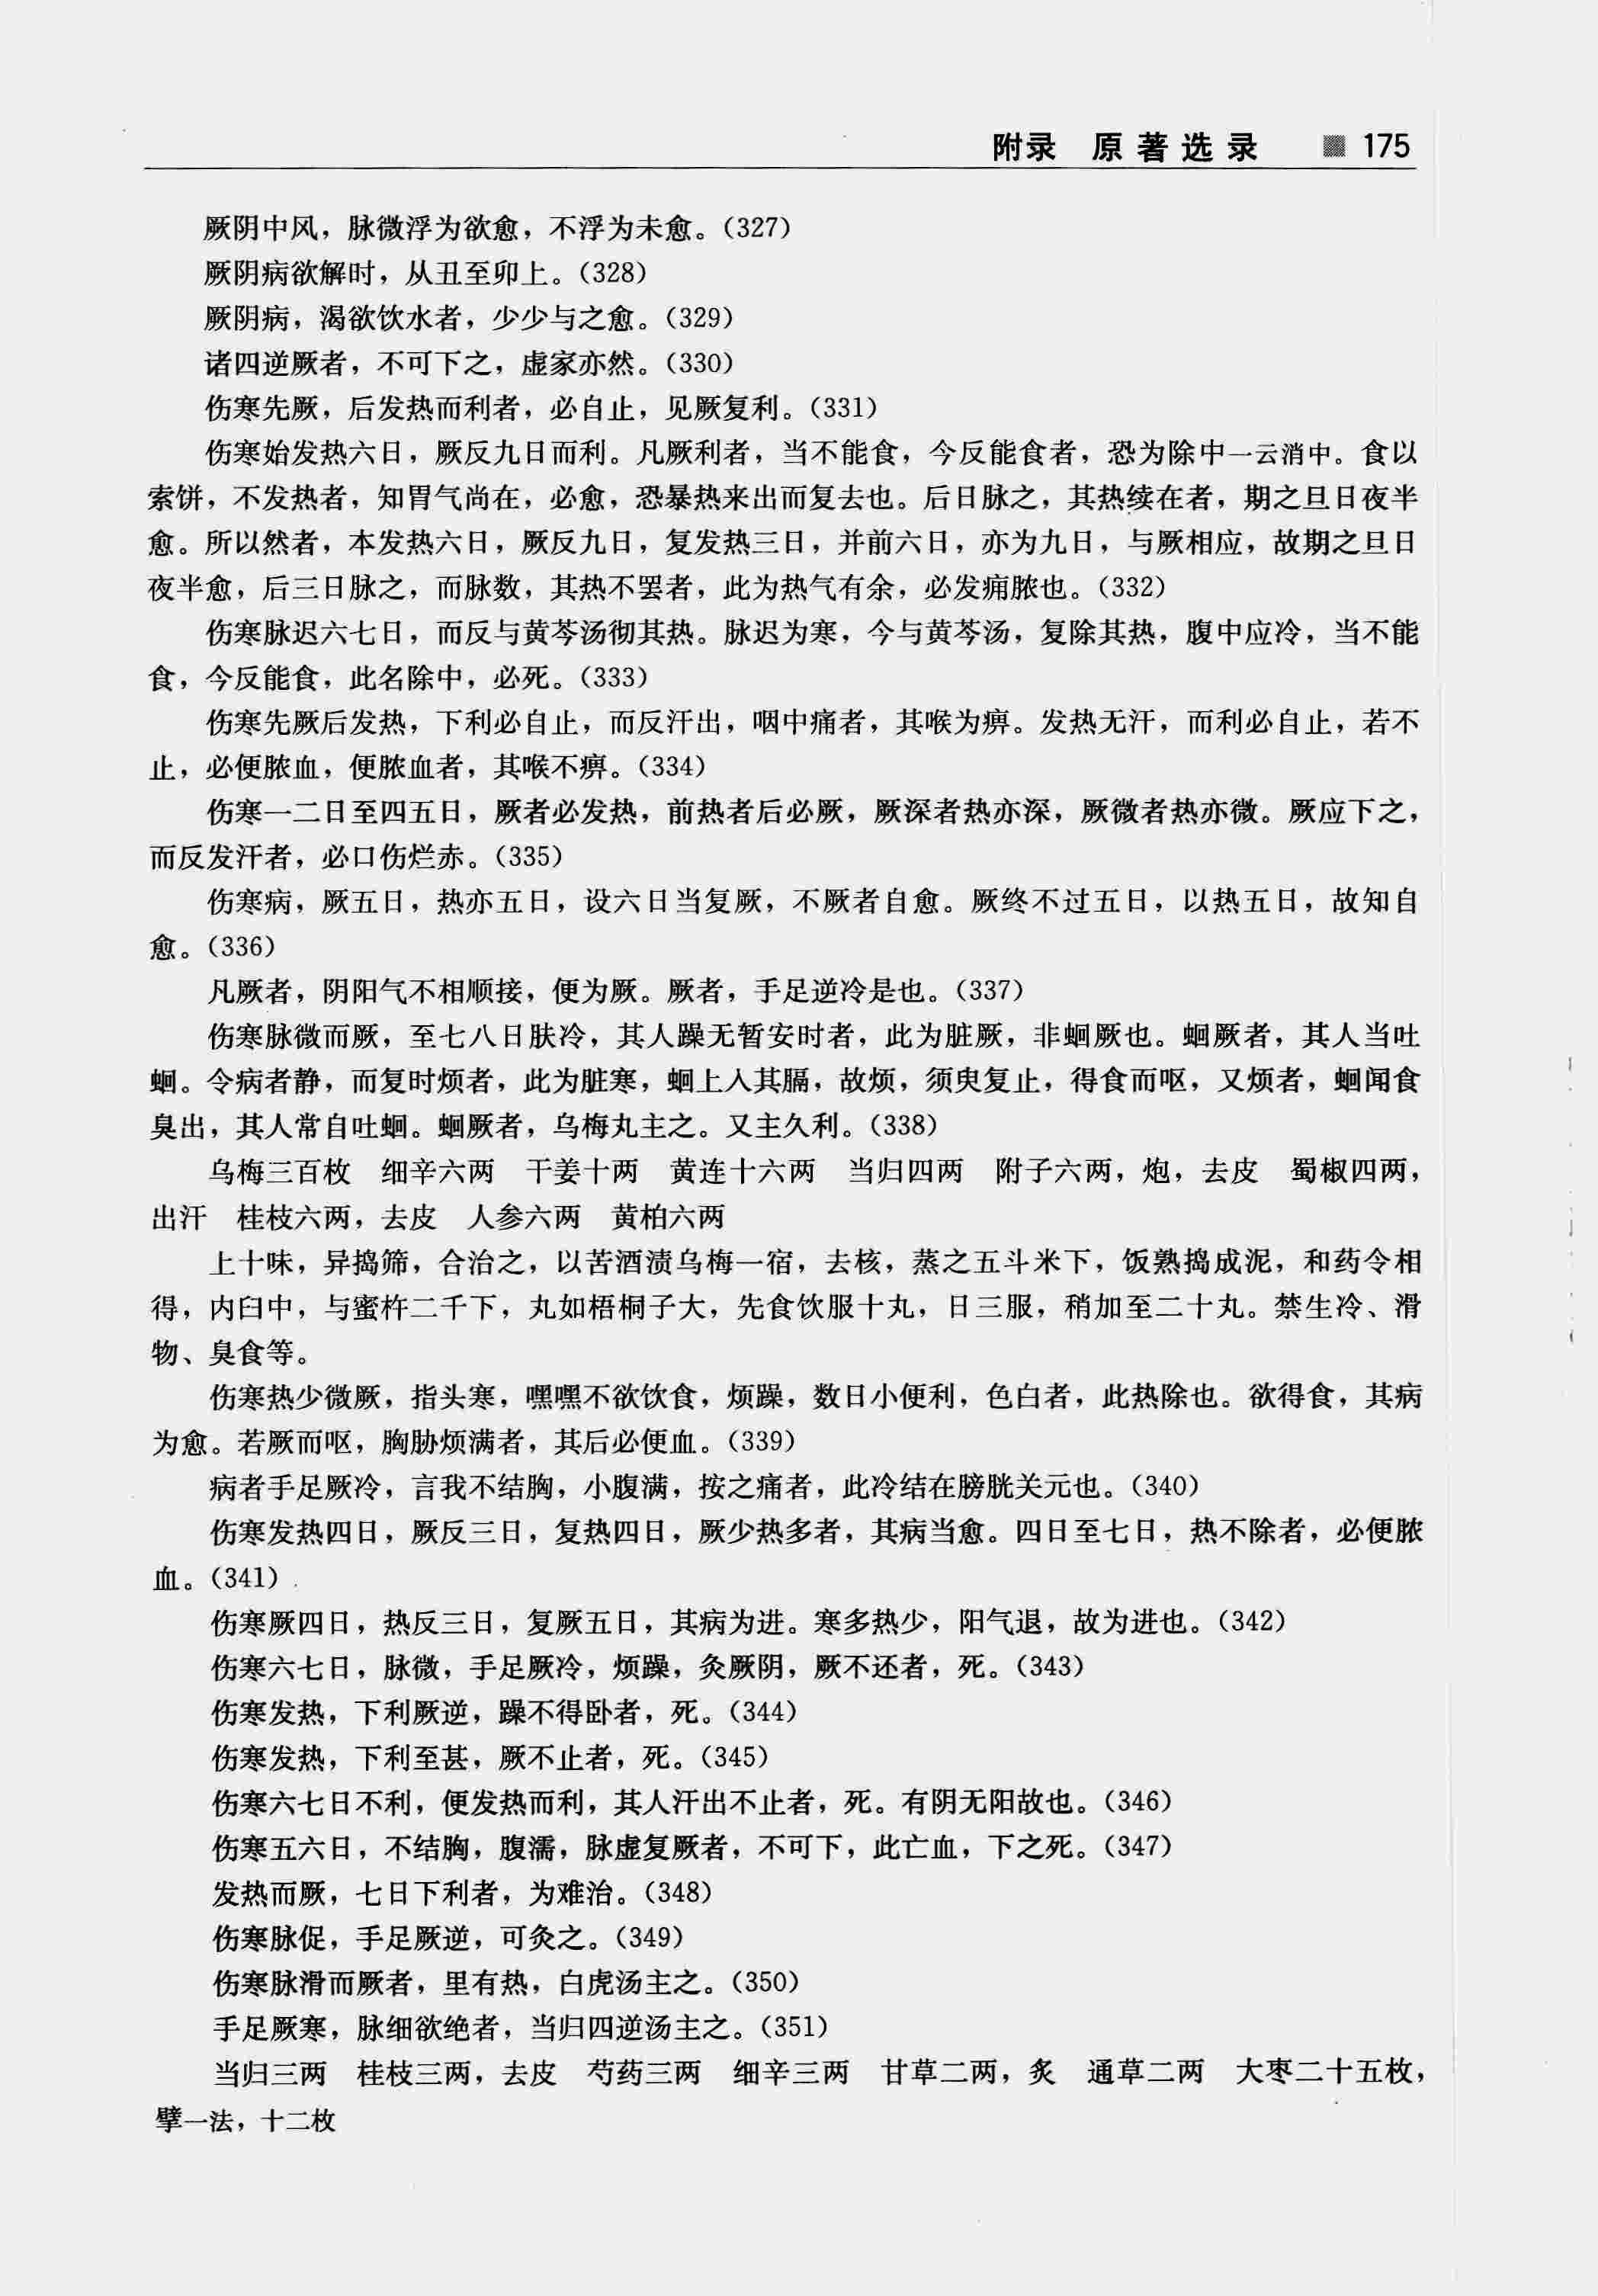 附录　原著选录　175
厥阴中风，脉微浮为欲愈，不浮为未愈。(327)
厥阴病欲解时，从丑至卯上。(328)
厥阴病，渴欲饮水者，少少与之愈。(329)
诸四逆厥者，不可下之，虚家亦然。(330)
伤寒先厥，后发热而利者，必自止，见厥复利。(331)
伤寒始发热六日，厥反九日而利。凡厥利者，当不能食，今反能食者，恐为除中一云消中。食以
索饼，不发热者，知胃气尚在，必愈，恐暴热来出而复去也。后日脉之，其热续在者，期之旦日夜半
愈。所以然者，本发热六日，厥反九日，复发热三日，并前六日，亦为九日，与厥相应，故期之旦日
夜半愈，后三日脉之，而脉数，其热不罢者，此为热气有余，必发痈脓也。(332)
伤寒脉迟六七日，而反与黄芩汤彻其热。脉迟为寒，今与黄芩汤，复除其热，腹中应冷，当不能
食，今反能食，此名除中，必死。(333)
伤寒先厥后发热，下利必自止，而反汗出，咽中痛者，其喉为痹。发热无汗，而利必自止，若不
止，必便脓血，便脓血者，其喉不痹。(334)
伤寒一二日至四五日，厥者必发热，前热者后必厥，厥深者热亦深，厥微者热亦微。厥应下之，
而反发汗者，必口伤烂赤。(335)
伤寒病，厥五日，热亦五日，设六日当复厥，不厥者自愈。厥终不过五日，以热五日，故知自
愈。(336)
凡厥者，阴阳气不相顺接，便为厥。厥者，手足逆冷是也。(337)
伤寒脉微而厥，至七八日肤冷，其人躁无暂安时者，此为脏厥，非蛔厥也。蛔厥者，其人当吐
蛔。令病者静，而复时烦者，此为脏寒，蛔上入其膈，故烦，须臾复止，得食而呕，又烦者，蛔闻食
臭出，其人常自吐蛔。蛔厥者，乌梅丸主之。又主久利。(338)
乌梅三百枚　细辛六两　干姜十两　黄连十六两　当归四两　附子六两，炮，去皮　蜀椒四两，
出汗　桂枝六两，去皮　人参六两　黄柏六两
上十味，异捣筛，合治之，以苦酒渍乌梅一宿，去核，蒸之五斗米下，饭熟捣成泥，和药令相
得，内臼中，与蜜杵二千下，丸如梧桐子大，先食饮服十丸，日三服，稍加至二十丸。禁生冷、滑
物、臭食等。
伤寒热少微厥，指头寒，嘿嘿不欲饮食，烦躁，数日小便利，色白者，此热除也。欲得食，其病
为愈。若厥而呕，胸胁烦满者，其后必便血。(339)
病者手足厥冷，言我不结胸，小腹满，按之痛者，此冷结在膀胱关元也。(340)
伤寒发热四日，厥反三日，复热四日，厥少热多者，其病当愈。四日至七日，热不除者，必便脓
血。(341)
伤寒厥四日，热反三日，复厥五日，其病为进。寒多热少，阳气退，故为进也。(342)
伤寒六七日，脉微，手足厥冷，烦躁，灸厥阴，厥不还者，死。(343)
伤寒发热，下利厥逆，躁不得卧者，死。(344)
伤寒发热，下利至甚，厥不止者，死。(345)
伤寒六七日不利，便发热而利，其人汗出不止者，死。有阴无阳故也。(346)
伤寒五六日，不结胸，腹濡，脉虚复厥者，不可下，此亡血，下之死。(347)
发热而厥，七日下利者，为难治。(348)
伤寒脉促，手足厥逆，可灸之。(349)
伤寒脉滑而厥者，里有热，白虎汤主之。(350)
手足厥寒，脉细欲绝者，当归四逆汤主之。(351)
当归三两　桂枝三两，去皮　芍药三两　细辛三两　甘草二两，炙　通草二两　大枣二十五枚，
擘一法，十二枚